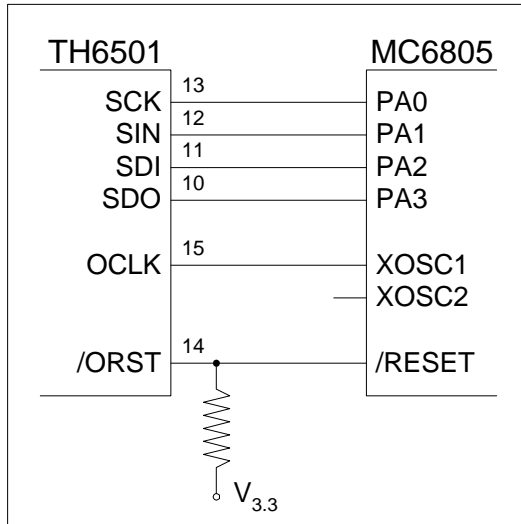 TH6501 MC6805
SCK 13 PA0
SIN 12 PA1
SDI 11 PA2
SDO 10 PA3
OCLK 15 XOSC1
XOSC2
/ORST 14 /RESET
V3.3